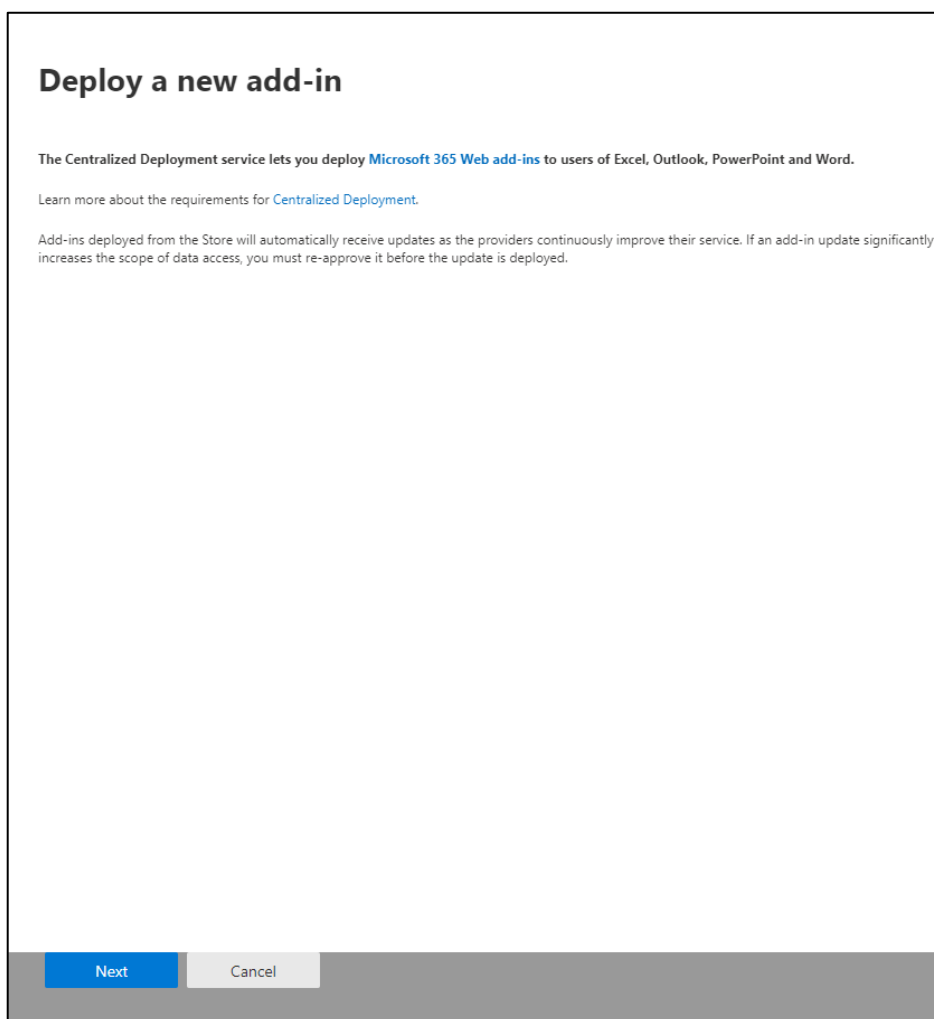 Deploy a new add-in
The Centralized Deployment service lets you deploy Microsoft 365 Web add-ins to users of Excel, Outlook, PowerPoint and Word.
Learn more about the requirements for Centralized Deployment.
Add-ins deployed from the Store will automatically receive updates as the providers continuously improve their service. If an add-in update significantly
increases the scope of data access, you must re-approve it before the update is deployed.
Next Cancel